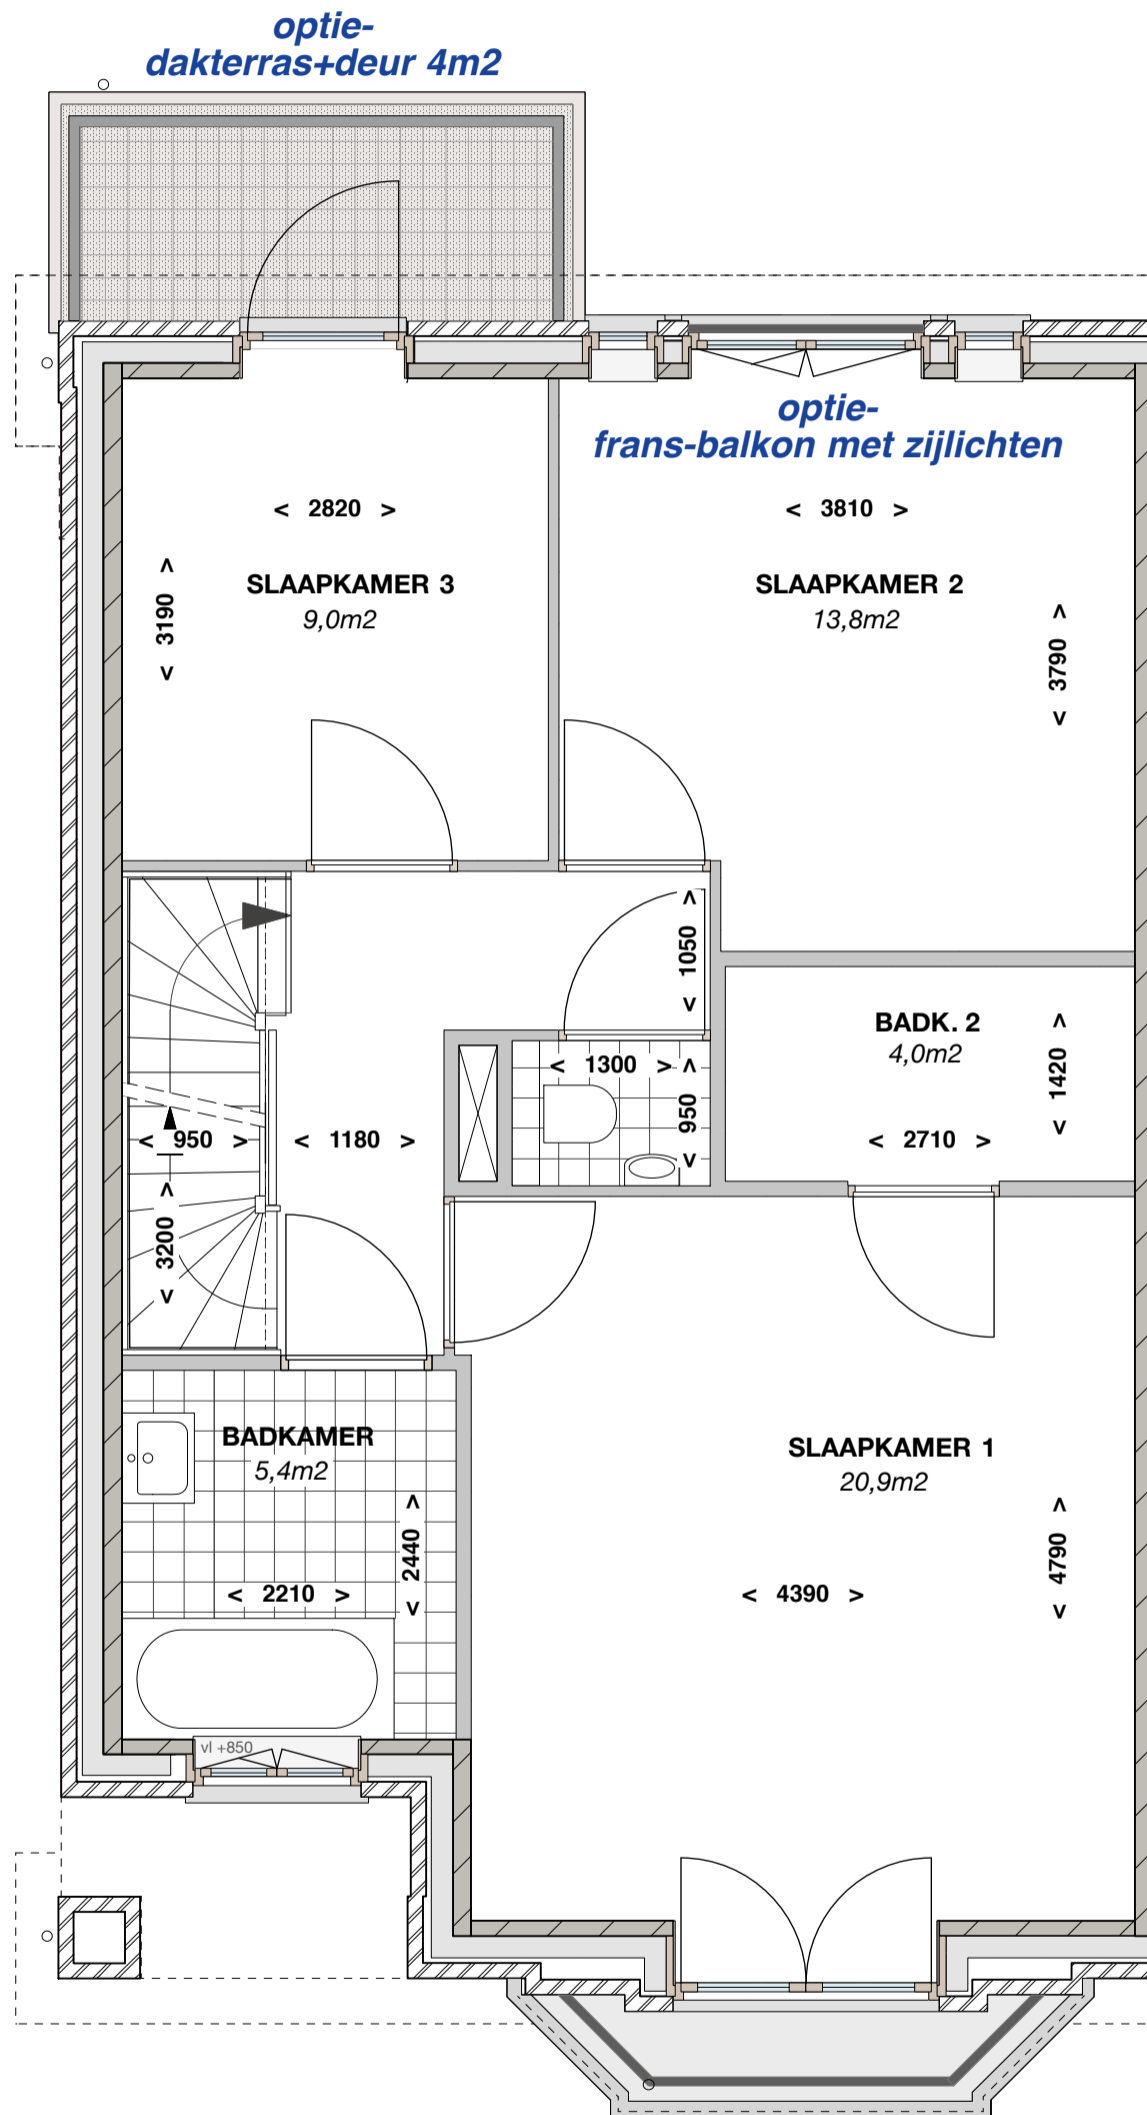 optie-
dakterras+deur 4m2
optie-
frans-balkon met zijlichten
< 2820 >
< 3810 >
SLAAPKAMER 3
9,0m2
SLAAPKAMER 2
13,8m2
< 3190 >
< 3790 >
< 1050 >
BADK. 2
4,0m2
< 1420 >
< 1300 >
< 950 >
< 950 >
< 1180 >
< 2710 >
< 3200 >
BADKAMER
5,4m2
SLAAPKAMER 1
20,9m2
< 2440 >
< 4790 >
< 2210 >
< 4390 >
vl +850